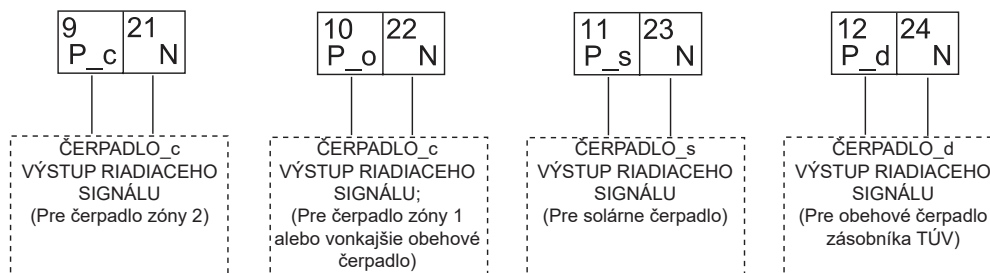 9 21
P_c N
ČERPADLO_c
VÝSTUP RIADIACEHO
SIGNÁLU
(Pre čerpadlo zóny 2)
10 22
P_o N
ČERPADLO_c
VÝSTUP RIADIACEHO
SIGNÁLU;
(Pre čerpadlo zóny 1
alebo vonkajšie obehové
čerpadlo)
11 23
P_s N
ČERPADLO_s
VÝSTUP RIADIACEHO
SIGNÁLU
(Pre solárne čerpadlo)
12 24
P_d N
ČERPADLO_d
VÝSTUP RIADIACEHO
SIGNÁLU
(Pre obehové čerpadlo
zásobníka TÚV)